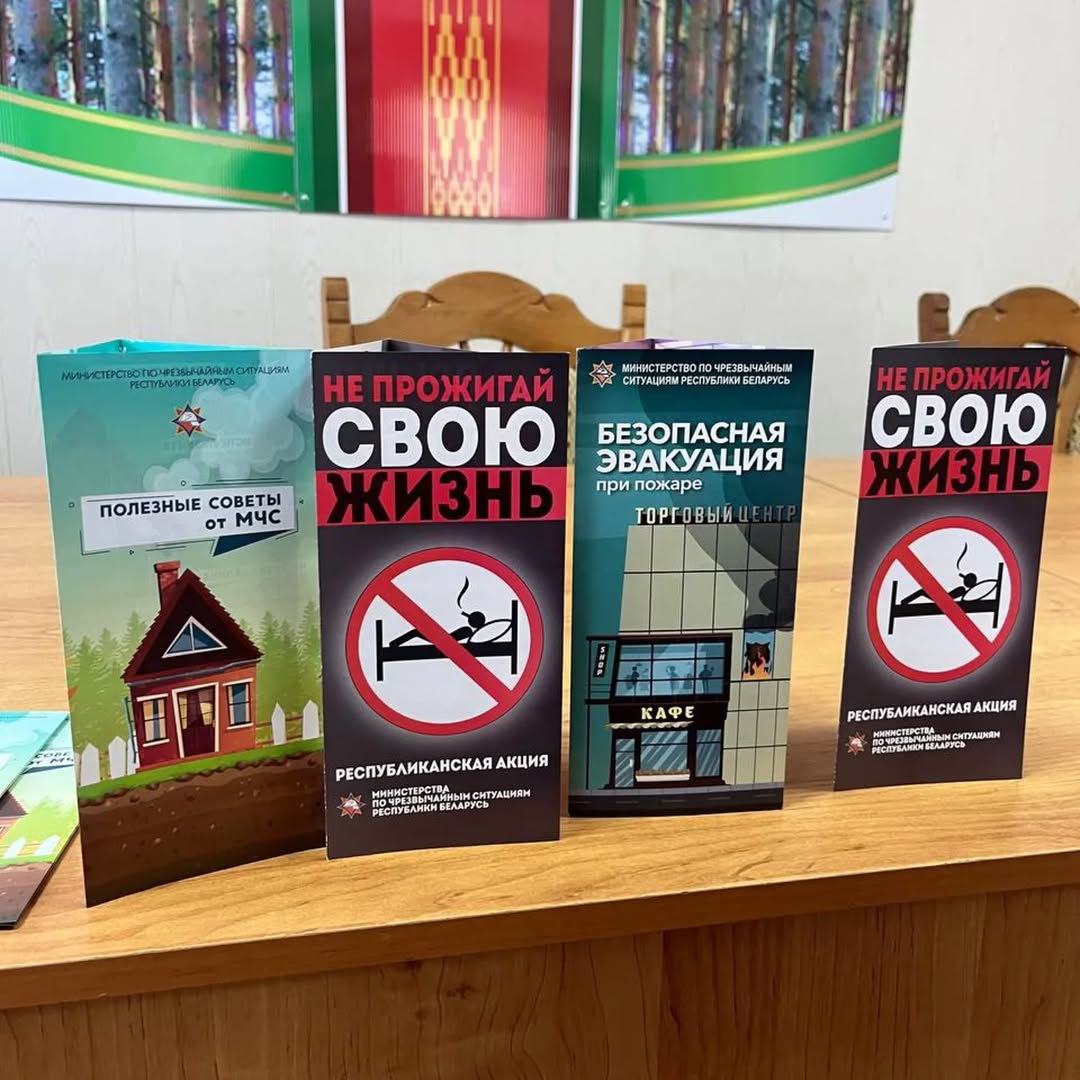 МИНИСТЕРСТВО ПО ЧРЕЗВЫЧАЙНЫМ СИТУАЦИЯМ
РЕСПУБЛИКИ БЕЛАРУСЬ
ПОЛЕЗНЫЕ СОВЕТЫ
от МЧС
НЕ ПРОЖИГАЙ
СВОЮ
ЖИЗНЬ
РЕСПУБЛИКАНСКАЯ АКЦИЯ
МИНИСТЕРСТВА
ПО ЧРЕЗВЫЧАЙНЫМ СИТУАЦИЯМ
РЕСПУБЛИКИ БЕЛАРУСЬ
МИНИСТЕРСТВО ПО ЧРЕЗВЫЧАЙНЫМ
СИТУАЦИЯМ РЕСПУБЛИКИ БЕЛАРУСЬ
БЕЗОПАСНАЯ
ЭВАКУАЦИЯ
при пожаре
ТОРГОВЫЙ ЦЕНТР
SHOP
КАФЕ
НЕ ПРОЖИГАЙ
СВОЮ
ЖИЗНЬ
РЕСПУБЛИКАНСКАЯ АКЦИЯ
МИНИСТЕРСТВА
ПО ЧРЕЗВЫЧАЙНЫМ СИТУАЦИЯМ
РЕСПУБЛИКИ БЕЛАРУСЬ